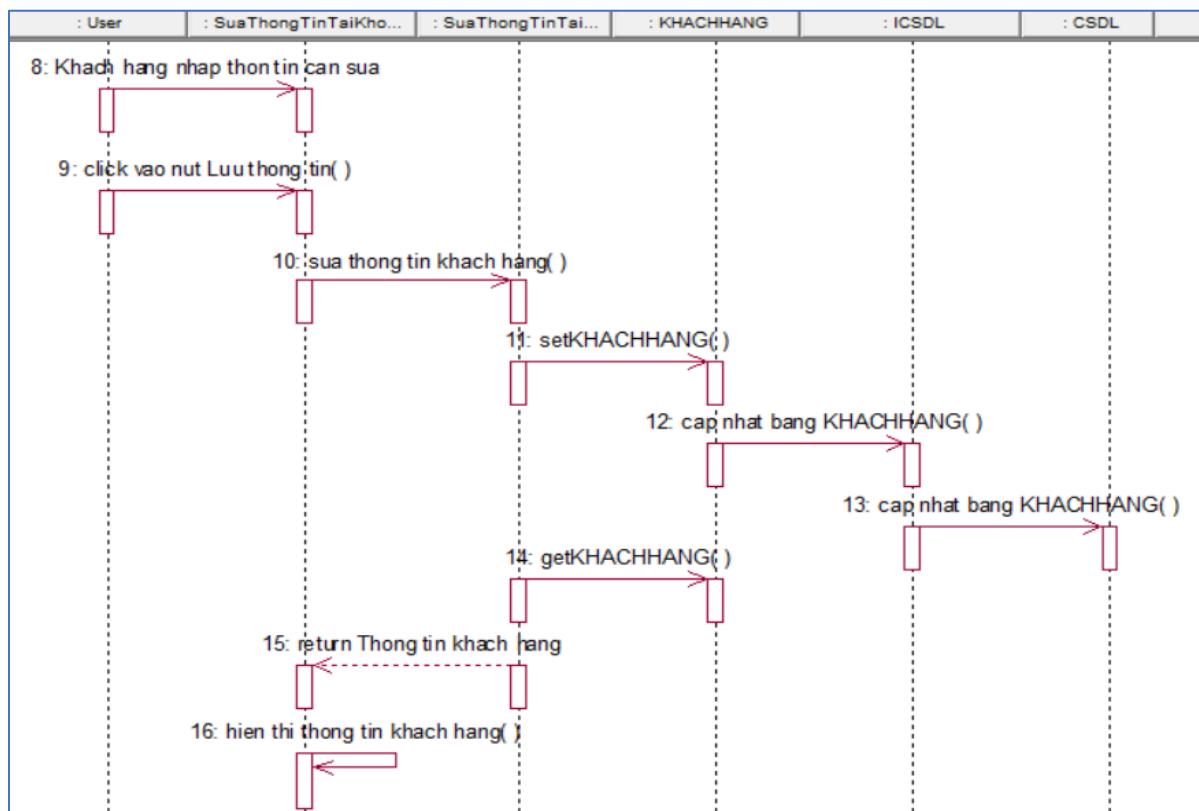 : User
: SuaThongTinTaiKho...
: SuaThongTinTai...
: KHACHHANG
: ICSDL
: CSDL
8: Khach hang nhap thon tin can sua
9: click vao nut Luu thong tin( )
10: sua thong tin khach hang( )
11: setKHACHHANG( )
12: cap nhat bang KHACHHANG( )
13: cap nhat bang KHACHHANG( )
14: getKHACHHANG( )
15: return Thong tin khach hang
16: hien thi thong tin khach hang( )